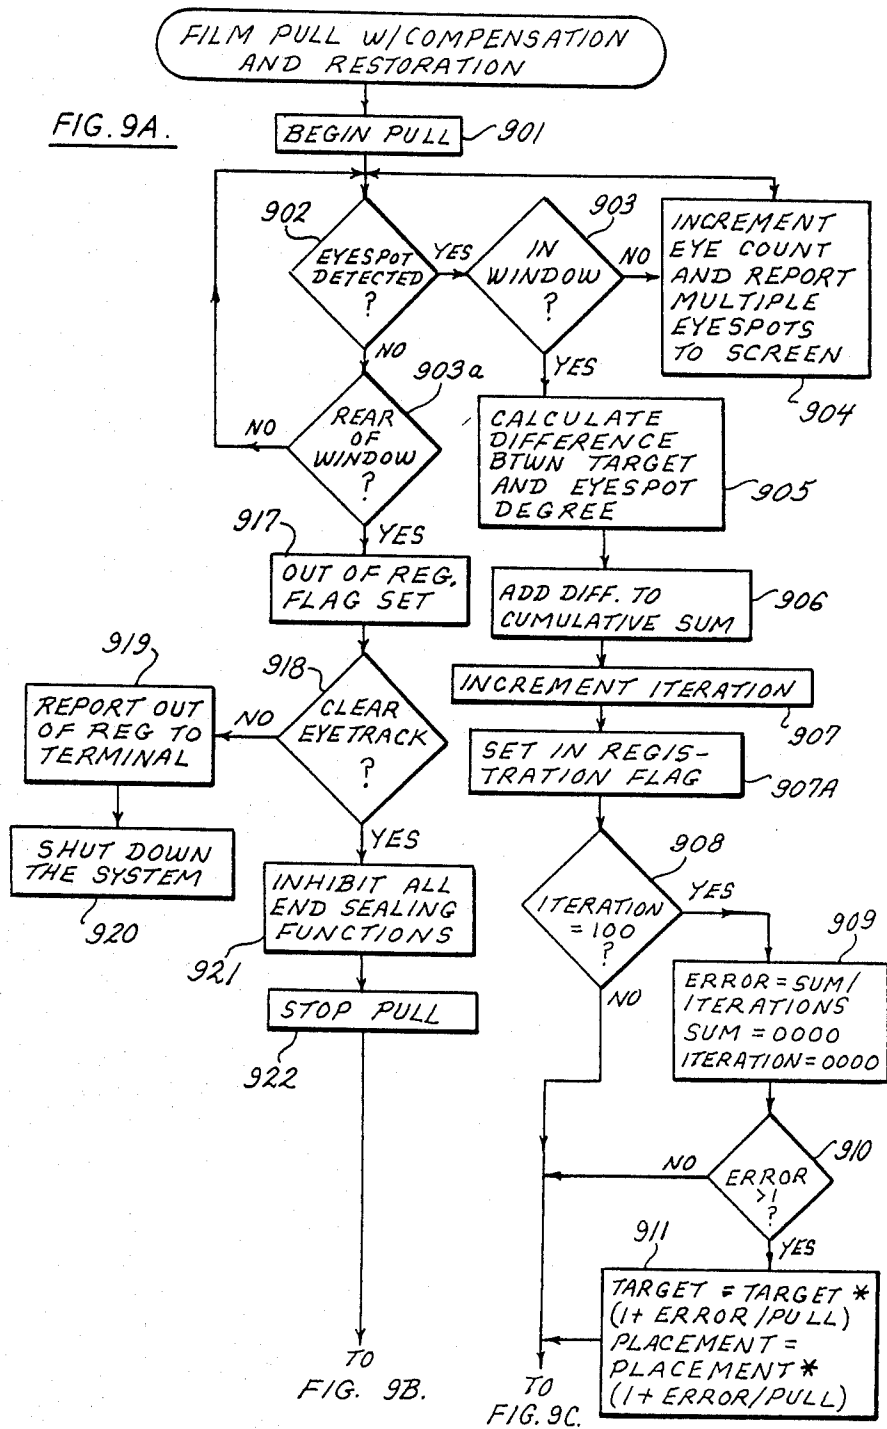 FILM PULL W/COMPENSATION
AND RESTORATION
FIG. 9A.
BEGIN PULL
901
902
EYESPOT
DETECTED
?
YES
NO
903
IN
WINDOW
?
NO
YES
INCREMENT
EYE COUNT
AND REPORT
MULTIPLE
EYESPOTS
TO SCREEN
904
903a
REAR
OF
WINDOW
?
NO
YES
CALCULATE
DIFFERENCE
BTWN TARGET
AND EYESPOT
DEGREE
905
917
OUT OF REG.
FLAG SET
ADD DIFF. TO
CUMULATIVE SUM
906
INCREMENT ITERATION
907
SET IN REGIS-
TRATION FLAG
907A
918
CLEAR
EYETRACK
?
NO
YES
919
REPORT OUT
OF REG TO
TERMINAL
SHUT DOWN
THE SYSTEM
920
INHIBIT ALL
END SEALING
FUNCTIONS
921
STOP PULL
922
908
ITERATION
= 100
?
YES
NO
909
ERROR = SUM/
ITERATIONS
SUM = 0000
ITERATION = 0000
910
ERROR
>1
?
NO
YES
911
TARGET = TARGET *
(1+ ERROR/PULL)
PLACEMENT =
PLACEMENT *
(1+ ERROR/PULL)
TO
FIG. 9B.
TO
FIG. 9C.